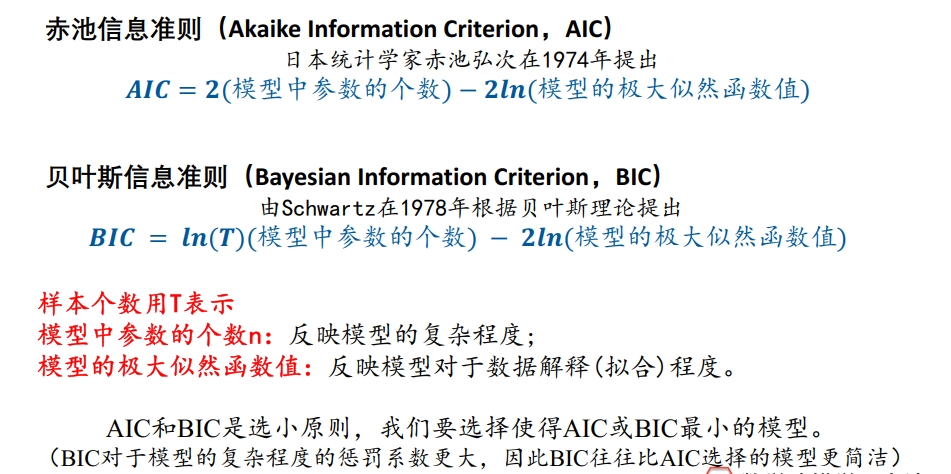 赤池信息准则（Akaike Information Criterion，AIC）
日本统计学家赤池弘次在1974年提出
AIC = 2(模型中参数的个数) − 2ln(模型的极大似然函数值)
贝叶斯信息准则（Bayesian Information Criterion，BIC）
由Schwartz在1978年根据贝叶斯理论提出
BIC = ln(T)(模型中参数的个数) − 2ln(模型的极大似然函数值)
样本个数用T表示
模型中参数的个数n：反映模型的复杂程度；
模型的极大似然函数值：反映模型对于数据解释(拟合)程度。
AIC和BIC是选小原则，我们要选择使得AIC或BIC最小的模型。
（BIC对于模型的复杂程度的惩罚系数更大，因此BIC往往比AIC选择的模型更简洁）